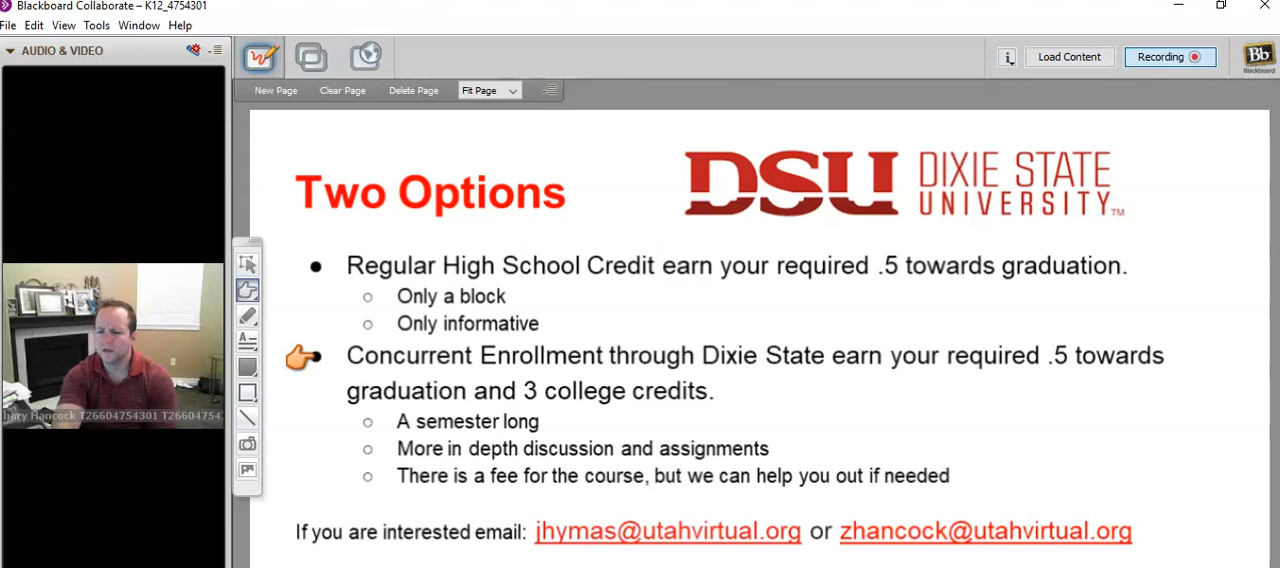 Blackboard Collaborate – K12_4754301
File Edit View Tools Window Help
AUDIO & VIDEO
Load Content
Recording
Bb
Blackboard
New Page
Clear Page
Delete Page
Fit Page
Two Options
DSU
DIXIE STATE
UNIVERSITY™
● Regular High School Credit earn your required .5 towards graduation.
○ Only a block
○ Only informative
Concurrent Enrollment through Dixie State earn your required .5 towards
graduation and 3 college credits.
○ A semester long
○ More in depth discussion and assignments
○ There is a fee for the course, but we can help you out if needed
If you are interested email: jhymas@utahvirtual.org or zhancock@utahvirtual.org
hary Hancock T26604754301 T266047543